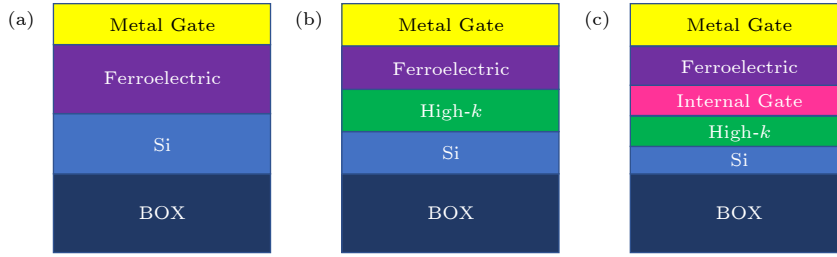 (a)
Metal Gate
Ferroelectric
Si
BOX
(b)
Metal Gate
Ferroelectric
High-k
Si
BOX
(c)
Metal Gate
Ferroelectric
Internal Gate
High-k
Si
BOX